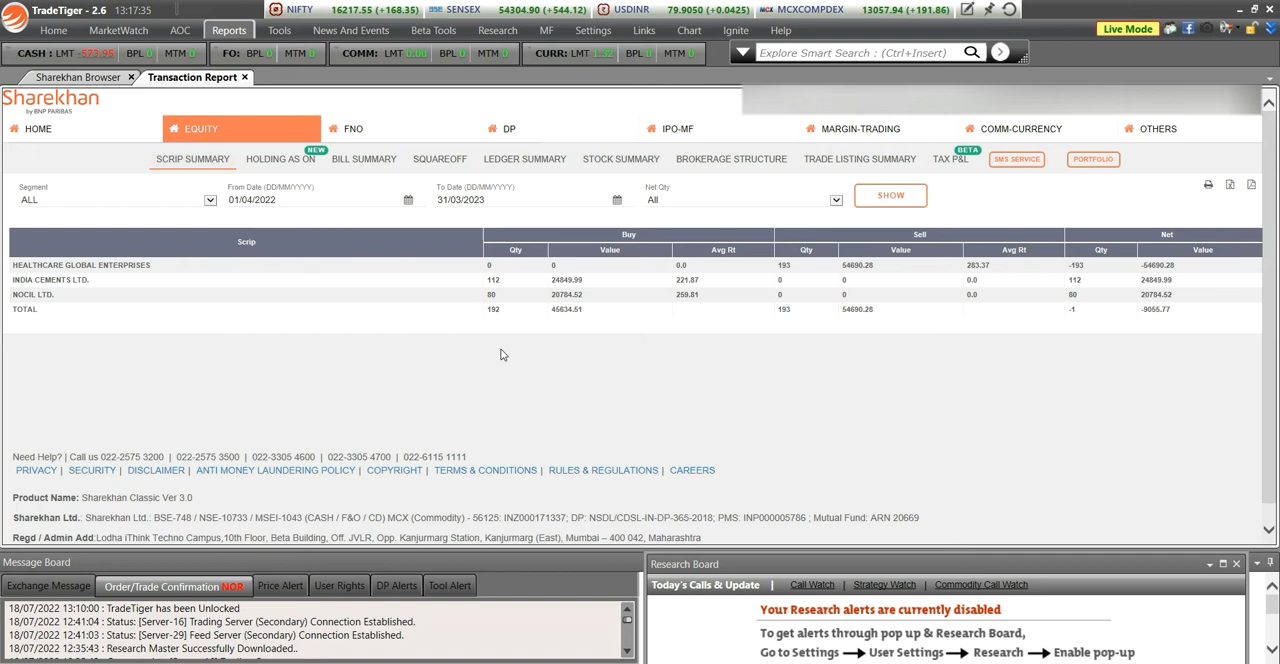 TradeTiger - 2.6 13:17:35 NIFTY 16217.55 (+168.35) SENSEX 54304.90 (+544.12) USDINR 79.9050 (+0.0425) MCX MCXCOMPDEX 13057.94 (+191.86)
Home MarketWatch AOC Reports Tools News And Events Beta Tools Research MF Settings Links Chart Ignite Help Live Mode
CASH : LMT -573.95 BPL 0 MTM 0 FO: BPL 0 MTM 0 COMM: LMT 0.00 BPL 0 MTM 0 CURR: LMT 1.32 BPL 0 MTM 0 Explore Smart Search : (Ctrl+Insert)
Sharekhan Browser Transaction Report
Sharekhan
by BNP PARIBAS
HOME EQUITY FNO DP IPO-MF MARGIN-TRADING COMM-CURRENCY OTHERS
NEW BETA
SCRIP SUMMARY HOLDING AS ON BILL SUMMARY SQUAREOFF LEDGER SUMMARY STOCK SUMMARY BROKERAGE STRUCTURE TRADE LISTING SUMMARY TAX P&L SMS SERVICE PORTFOLIO
Segment From Date (DD/MM/YYYY) To Date (DD/MM/YYYY) Net Qty
ALL 01/04/2022 31/03/2023 All SHOW
Scrip Buy Sell Net
Qty Value Avg Rt Qty Value Avg Rt Qty Value
HEALTHCARE GLOBAL ENTERPRISES 0 0 0.0 193 54690.28 283.37 -193 -54690.28
INDIA CEMENTS LTD. 112 24849.99 221.87 0 0 0.0 112 24849.99
NOCIL LTD. 80 20784.52 259.81 0 0 0.0 80 20784.52
TOTAL 192 45634.51 193 54690.28 -1 -9055.77
Need Help? | Call us 022-2575 3200 | 022-2575 3500 | 022-3305 4600 | 022-3305 4700 | 022-6115 1111
PRIVACY | SECURITY | DISCLAIMER | ANTI MONEY LAUNDERING POLICY | COPYRIGHT | TERMS & CONDITIONS | RULES & REGULATIONS | CAREERS
Product Name: Sharekhan Classic Ver 3.0
Sharekhan Ltd.: Sharekhan Ltd.: BSE-748 / NSE-10733 / MSEI-1043 (CASH / F&O / CD) MCX (Commodity) - 56125: INZ000171337; DP: NSDL/CDSL-IN-DP-365-2018; PMS: INP000005786 ; Mutual Fund: ARN 20669
Regd / Admin Add:Lodha iThink Techno Campus,10th Floor, Beta Building, Off. JVLR, Opp. Kanjurmarg Station, Kanjurmarg (East), Mumbai – 400 042, Maharashtra
Message Board
Exchange Message Order/Trade Confirmation NOR Price Alert User Rights DP Alerts Tool Alert
18/07/2022 13:10:00 : TradeTiger has been Unlocked
18/07/2022 12:41:04 : Status: [Server-16] Trading Server (Secondary) Connection Established.
18/07/2022 12:41:03 : Status: [Server-29] Feed Server (Secondary) Connection Established.
18/07/2022 12:35:43 : Research Master Successfully Downloaded..
Research Board
Today's Calls & Update | Call Watch | Strategy Watch | Commodity Call Watch
Your Research alerts are currently disabled
To get alerts through pop up & Research Board,
Go to Settings → User Settings → Research → Enable pop-up